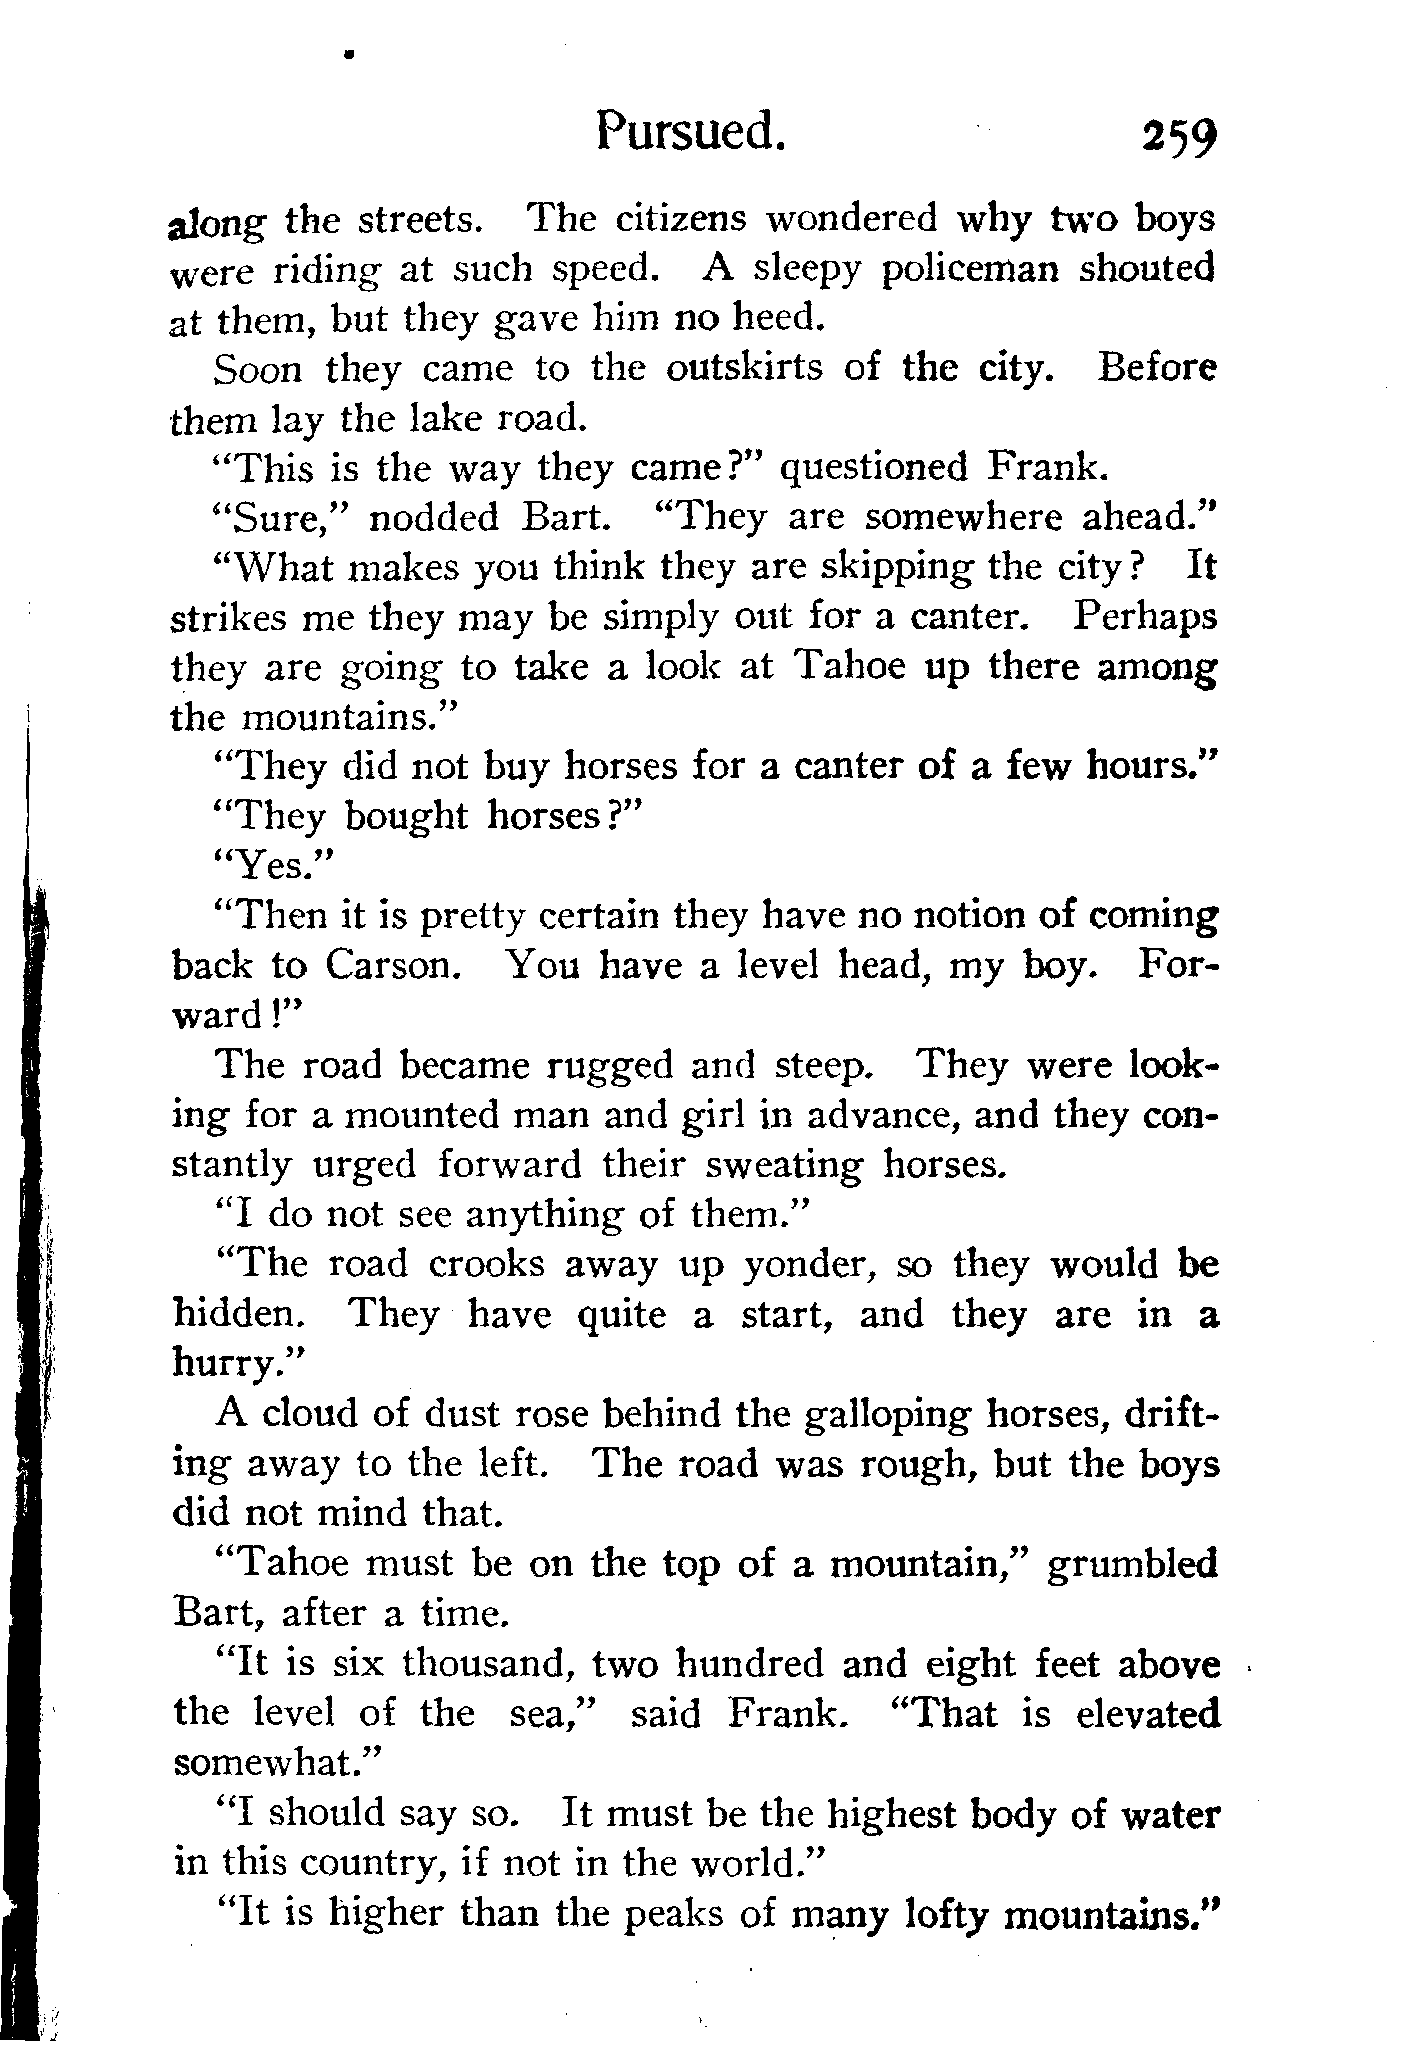 Pursued. 259
along the streets. The citizens wondered why two boys
were riding at such speed. A sleepy policeman shouted
at them, but they gave him no heed.
Soon they came to the outskirts of the city. Before
them lay the lake road.
“This is the way they came?” questioned Frank.
“Sure,” nodded Bart. “They are somewhere ahead.”
“What makes you think they are skipping the city? It
strikes me they may be simply out for a canter. Perhaps
they are going to take a look at Tahoe up there among
the mountains.”
“They did not buy horses for a canter of a few hours.”
“They bought horses?”
“Yes.”
“Then it is pretty certain they have no notion of coming
back to Carson. You have a level head, my boy. For-
ward!”
The road became rugged and steep. They were look-
ing for a mounted man and girl in advance, and they con-
stantly urged forward their sweating horses.
“I do not see anything of them.”
“The road crooks away up yonder, so they would be
hidden. They have quite a start, and they are in a
hurry.”
A cloud of dust rose behind the galloping horses, drift-
ing away to the left. The road was rough, but the boys
did not mind that.
“Tahoe must be on the top of a mountain,” grumbled
Bart, after a time.
“It is six thousand, two hundred and eight feet above
the level of the sea,” said Frank. “That is elevated
somewhat.”
“I should say so. It must be the highest body of water
in this country, if not in the world.”
“It is higher than the peaks of many lofty mountains.”